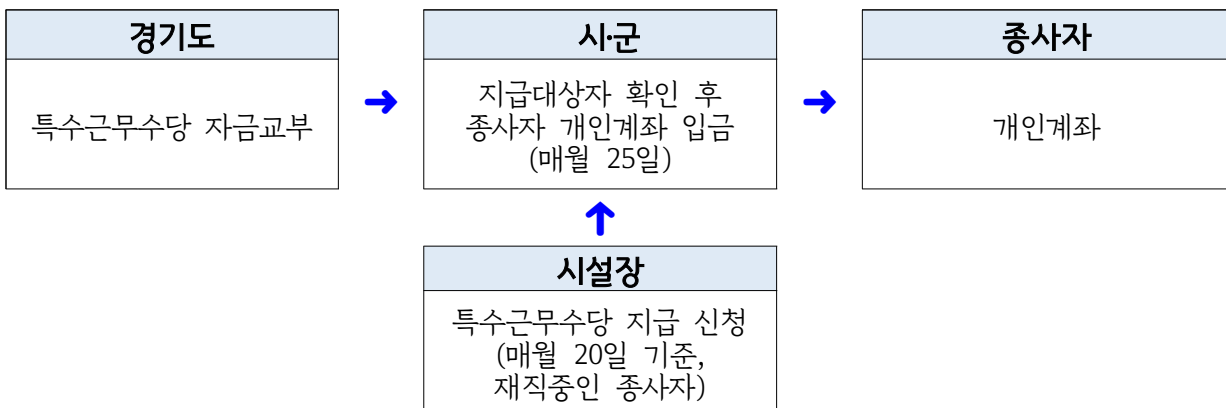 경기도
특수근무수당 자금교부
➜
시·군
지급대상자 확인 후
종사자 개인계좌 입금
(매월 25일)
➜
종사자
개인계좌
시설장
특수근무수당 지급 신청
(매월 20일 기준,
재직중인 종사자)